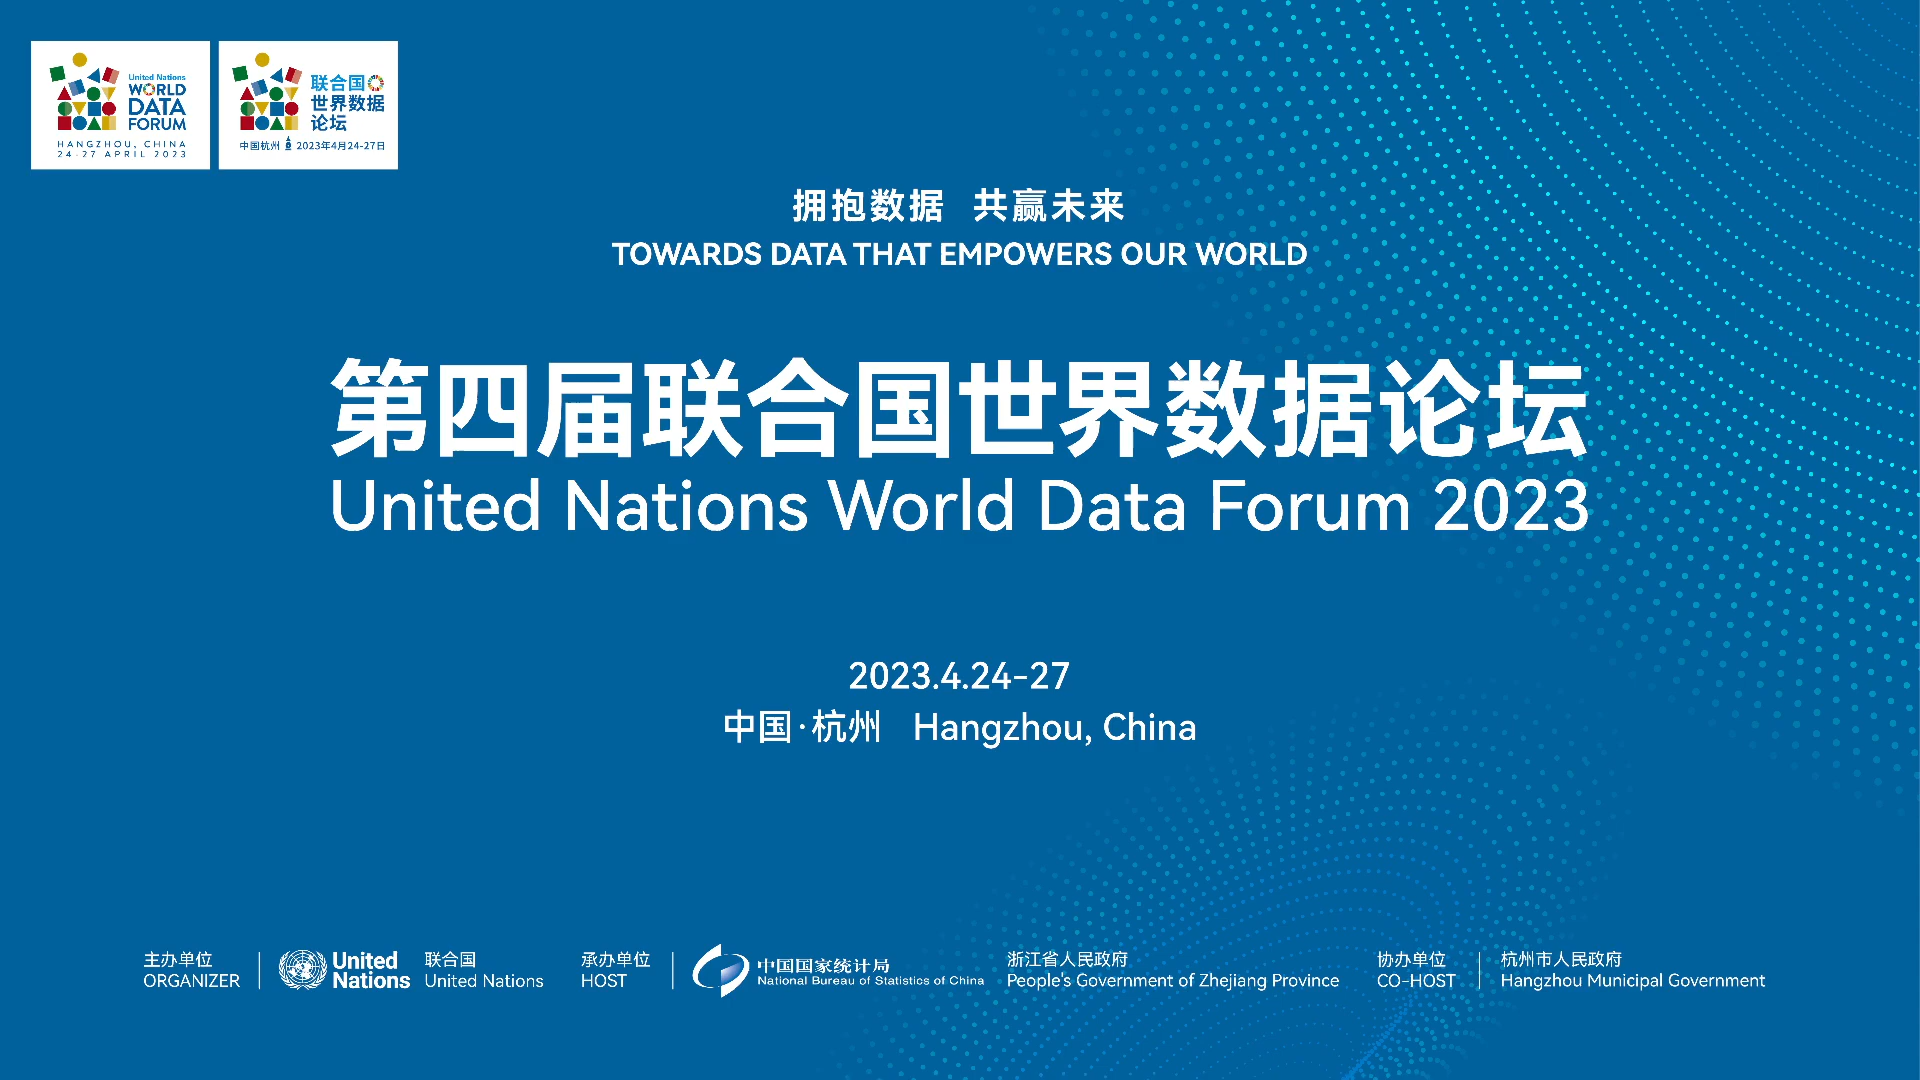 United Nations
WORLD
DATA
FORUM
HANGZHOU, CHINA
24-27 APRIL 2023
联合国
世界数据
论坛
中国杭州 2023年4月24-27日
拥抱数据 共赢未来
TOWARDS DATA THAT EMPOWERS OUR WORLD
第四届联合国世界数据论坛
United Nations World Data Forum 2023
2023.4.24-27
中国·杭州 Hangzhou, China
主办单位
ORGANIZER
United
Nations
联合国
United Nations
承办单位
HOST
中国国家统计局
National Bureau of Statistics of China
浙江省人民政府
People's Government of Zhejiang Province
协办单位
CO-HOST
杭州市人民政府
Hangzhou Municipal Government